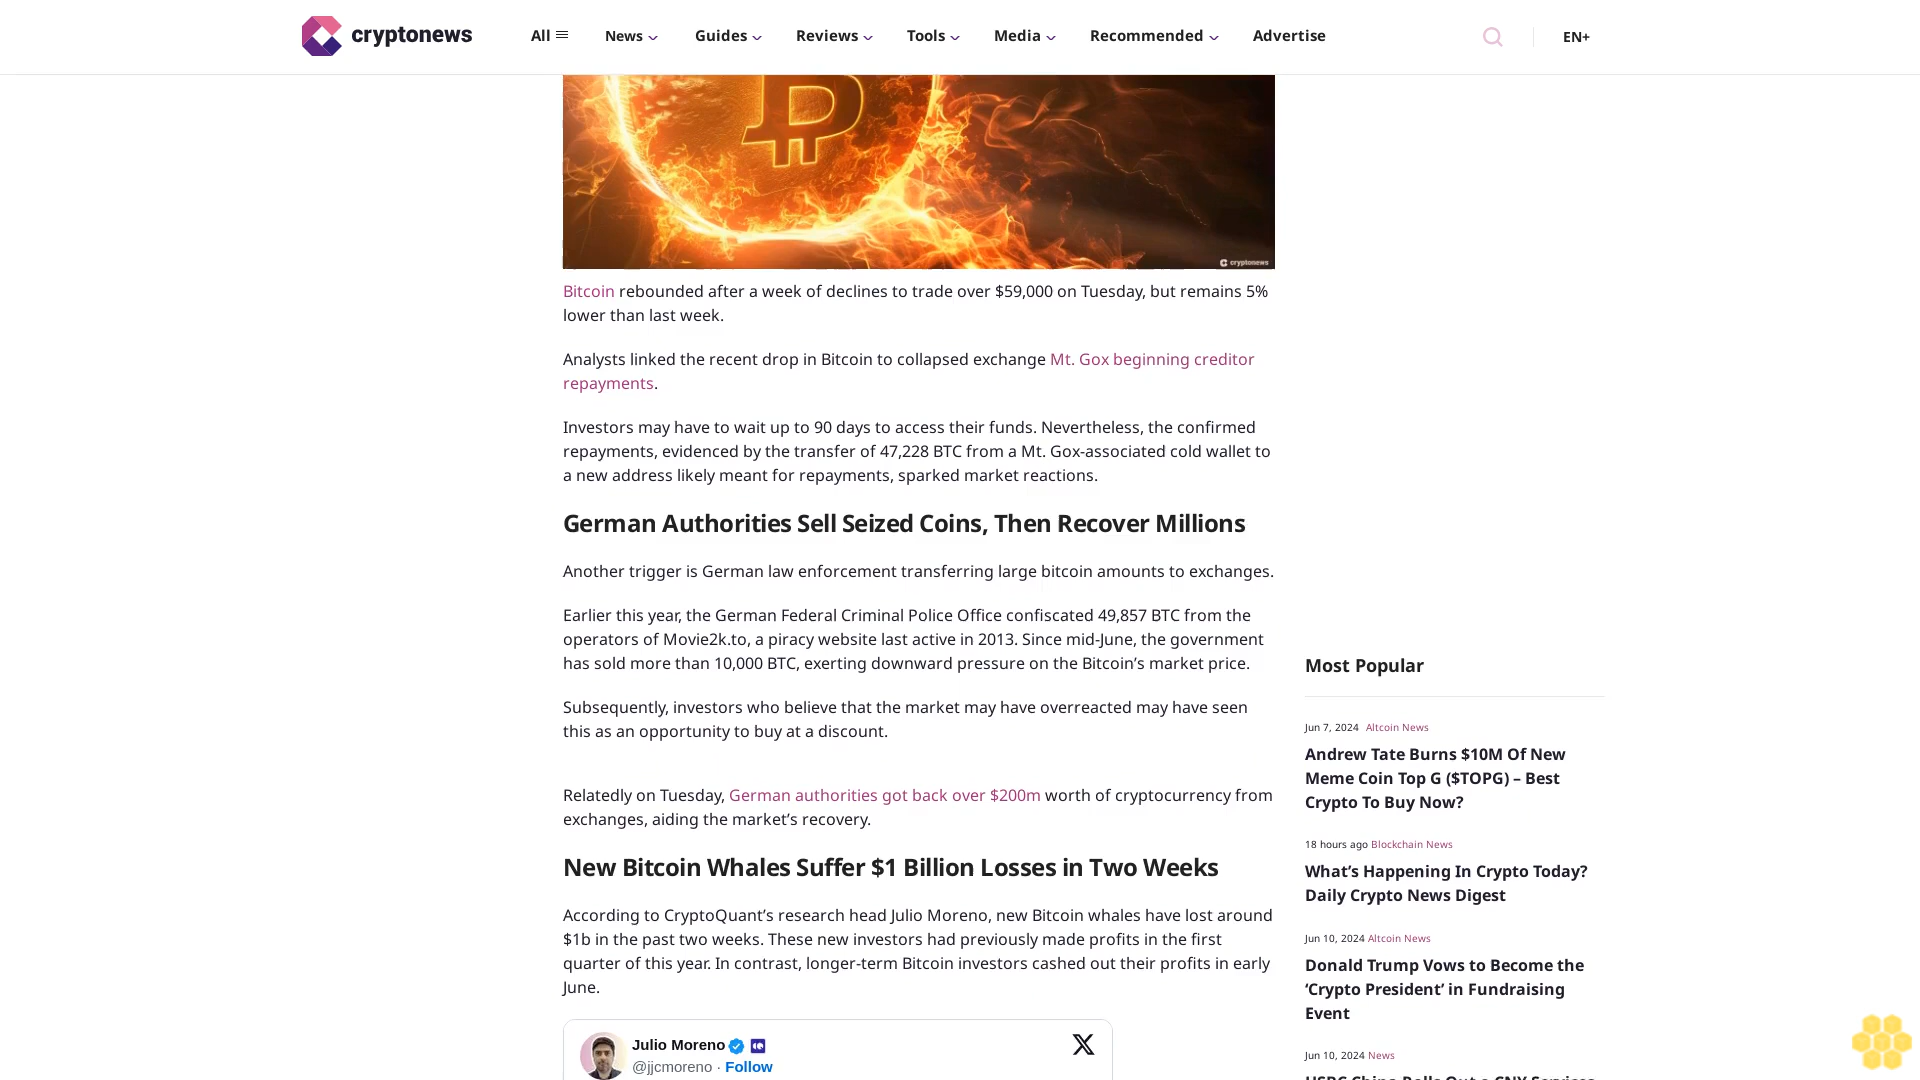 cryptonews
All
News
Guides
Reviews
Tools
Media
Recommended
Advertise
EN+
cryptonews
Bitcoin rebounded after a week of declines to trade over $59,000 on Tuesday, but remains 5%
lower than last week.
Analysts linked the recent drop in Bitcoin to collapsed exchange Mt. Gox beginning creditor
repayments.
Investors may have to wait up to 90 days to access their funds. Nevertheless, the confirmed
repayments, evidenced by the transfer of 47,228 BTC from a Mt. Gox-associated cold wallet to
a new address likely meant for repayments, sparked market reactions.
German Authorities Sell Seized Coins, Then Recover Millions
Another trigger is German law enforcement transferring large bitcoin amounts to exchanges.
Earlier this year, the German Federal Criminal Police Office confiscated 49,857 BTC from the
operators of Movie2k.to, a piracy website last active in 2013. Since mid-June, the government
has sold more than 10,000 BTC, exerting downward pressure on the Bitcoin’s market price.
Subsequently, investors who believe that the market may have overreacted may have seen
this as an opportunity to buy at a discount.
Relatedly on Tuesday, German authorities got back over $200m worth of cryptocurrency from
exchanges, aiding the market’s recovery.
New Bitcoin Whales Suffer $1 Billion Losses in Two Weeks
According to CryptoQuant’s research head Julio Moreno, new Bitcoin whales have lost around
$1b in the past two weeks. These new investors had previously made profits in the first
quarter of this year. In contrast, longer-term Bitcoin investors cashed out their profits in early
June.
Julio Moreno
@jjcmoreno · Follow
Most Popular
Jun 7, 2024 Altcoin News
Andrew Tate Burns $10M Of New
Meme Coin Top G ($TOPG) – Best
Crypto To Buy Now?
18 hours ago Blockchain News
What’s Happening In Crypto Today?
Daily Crypto News Digest
Jun 10, 2024 Altcoin News
Donald Trump Vows to Become the
‘Crypto President’ in Fundraising
Event
Jun 10, 2024 News
HSBC China Rolls Out e-CNY Services